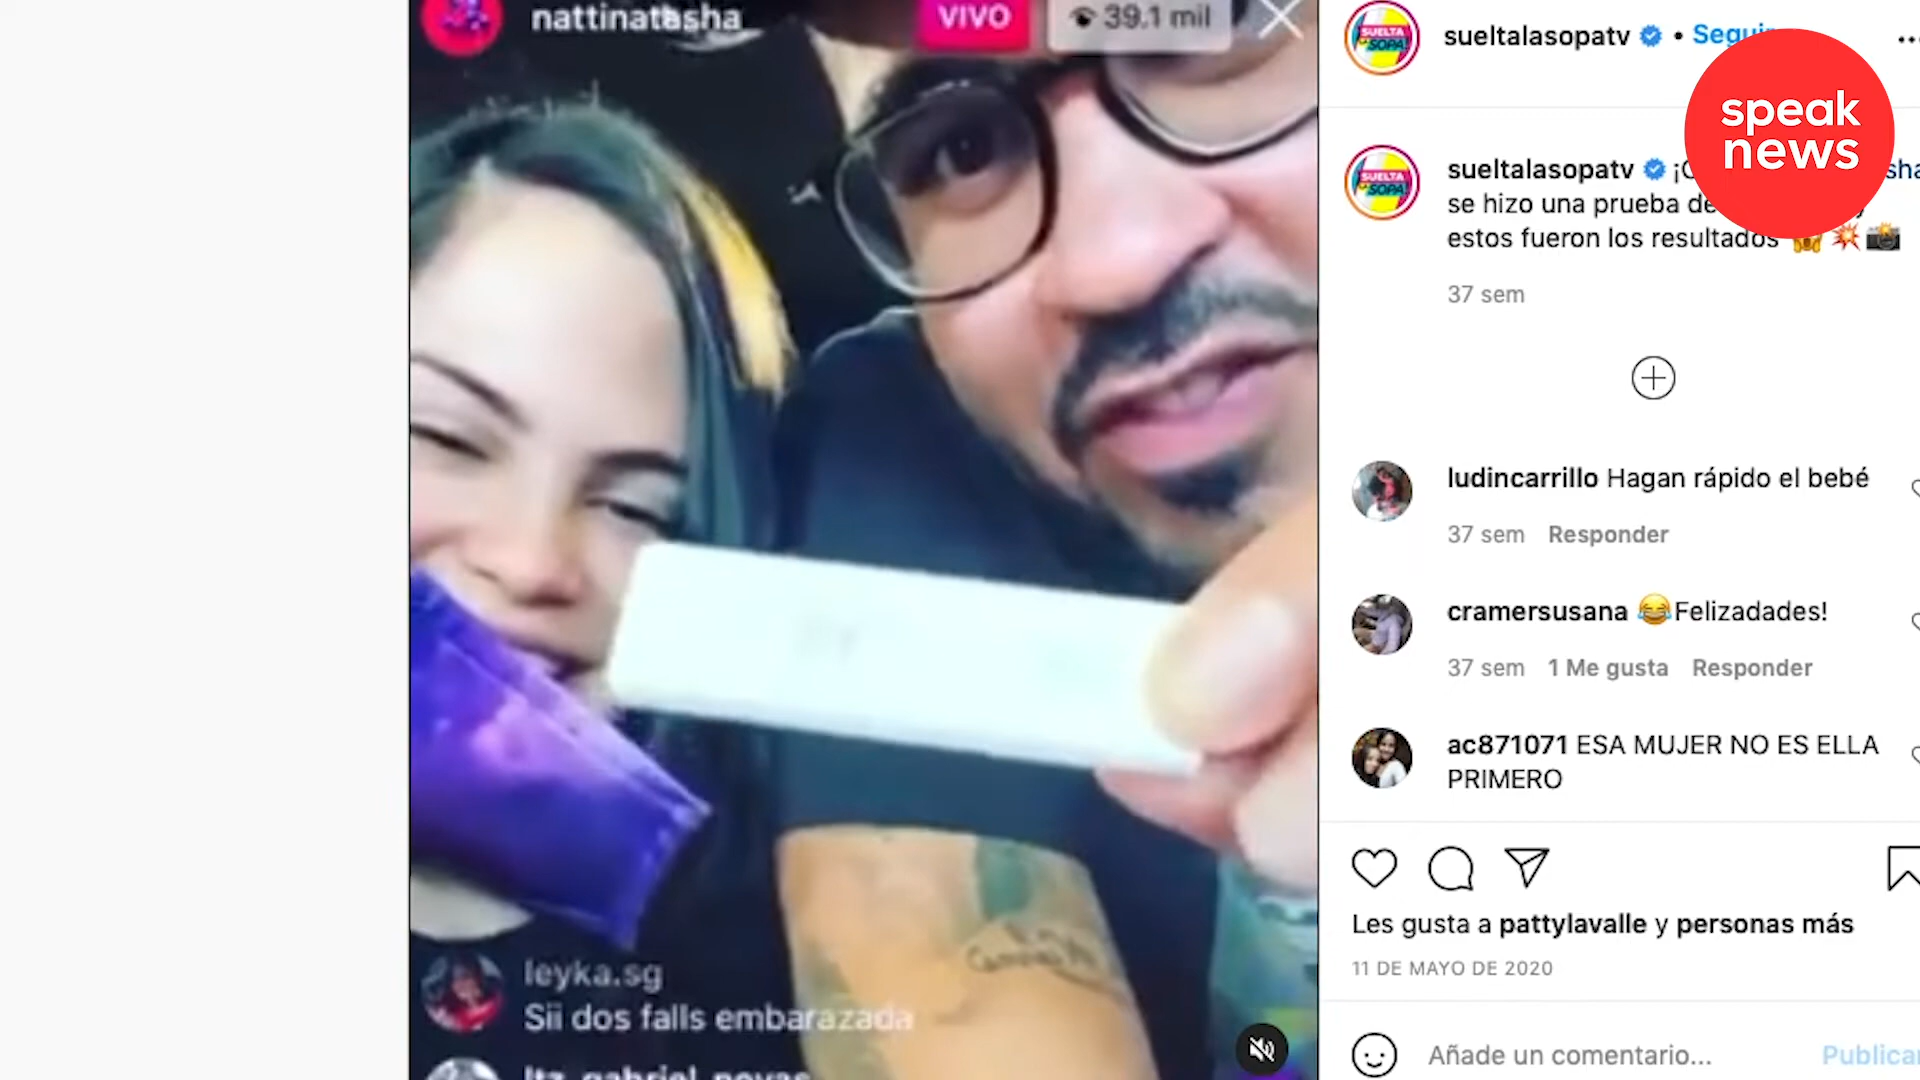 nattinatasha
VIVO
39.1 mil
sueltalasopatv • Seguir
speak
news
SUELTA
SOPA!
sueltalasopatv ¡
se hizo una prueba de
estos fueron los resultados
37 sem
ludincarrillo Hagan rápido el bebé
37 sem Responder
cramersusana 😂Felizadades!
37 sem 1 Me gusta Responder
ac871071 ESA MUJER NO ES ELLA
PRIMERO
Les gusta a pattylavalle y personas más
11 DE MAYO DE 2020
Añade un comentario...
Publicar
leyka.sg
Sii dos falls embarazada